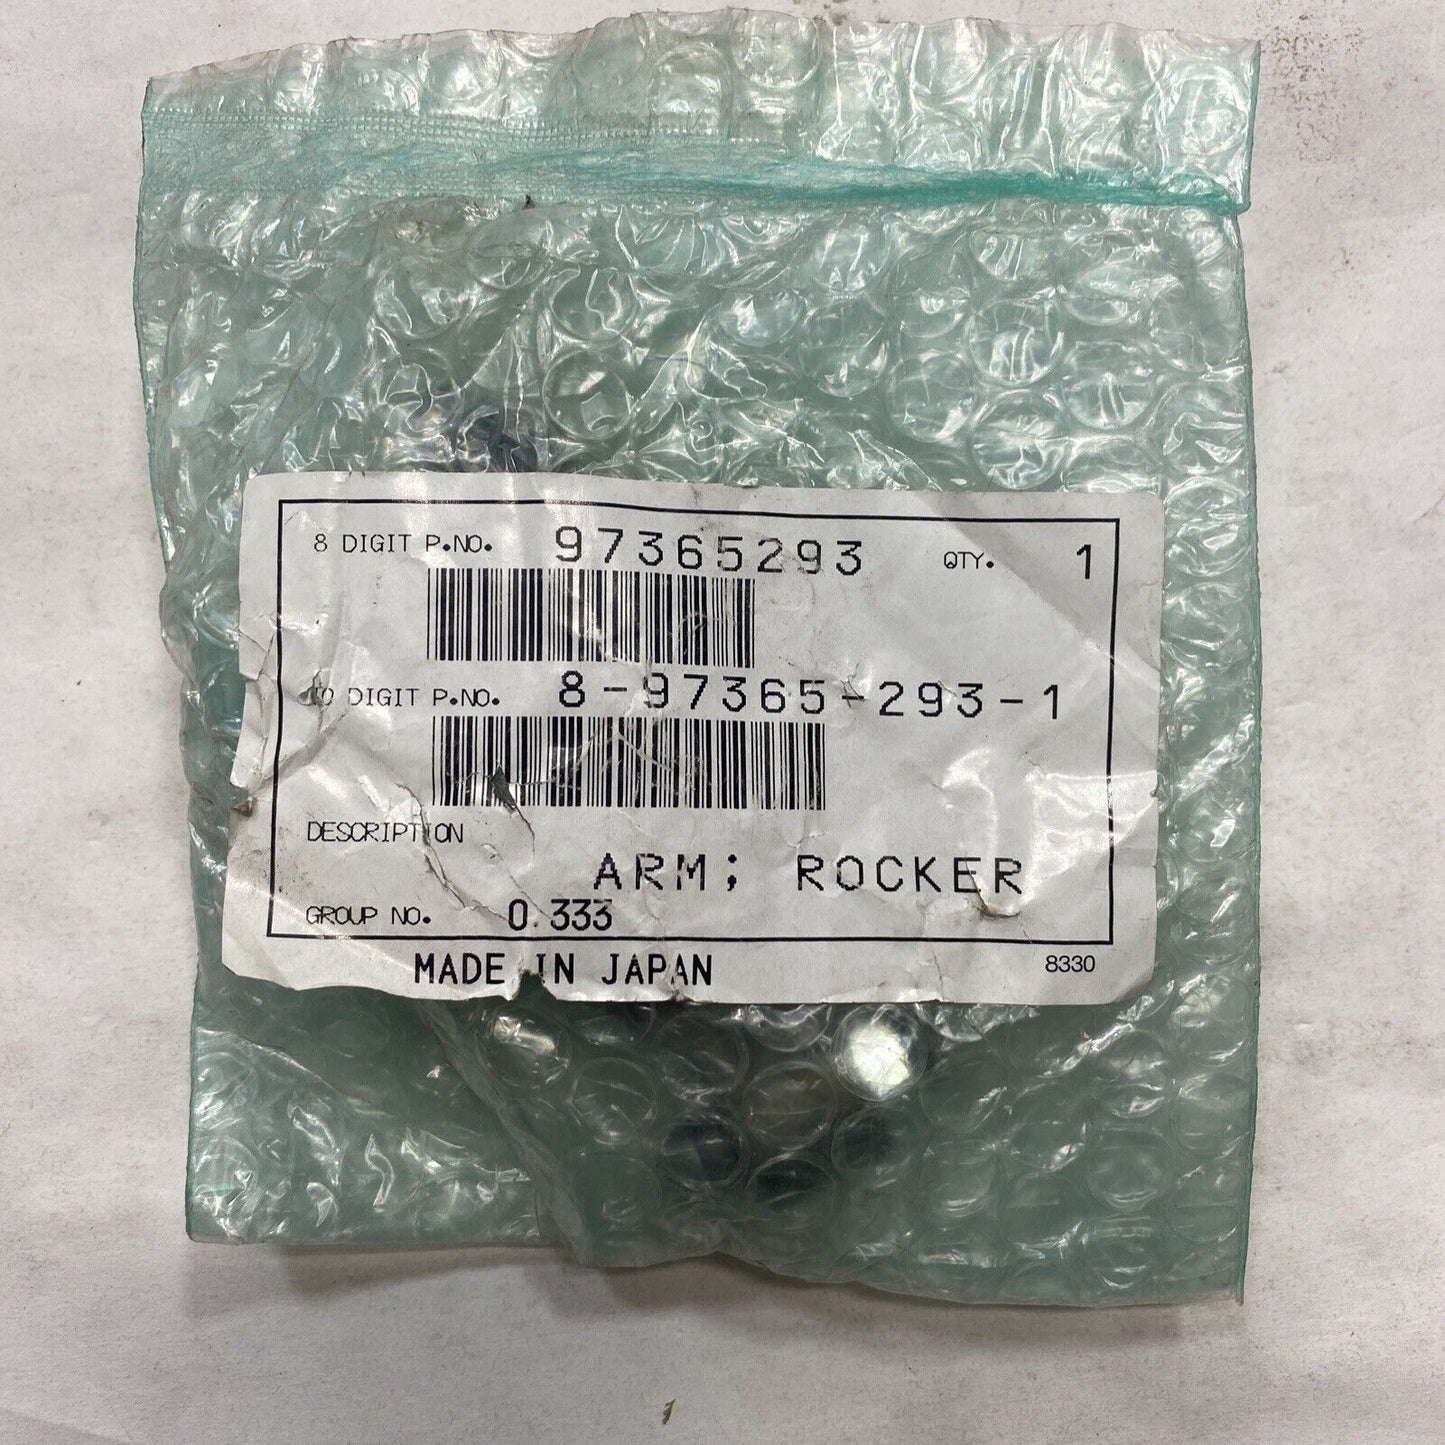 8 DIGIT P.NO. 97365293 QTY. 1
10 DIGIT P.NO. 8-97365-293-1
DESCRIPTION
ARM; ROCKER
GROUP NO. 0.333
MADE IN JAPAN 8330